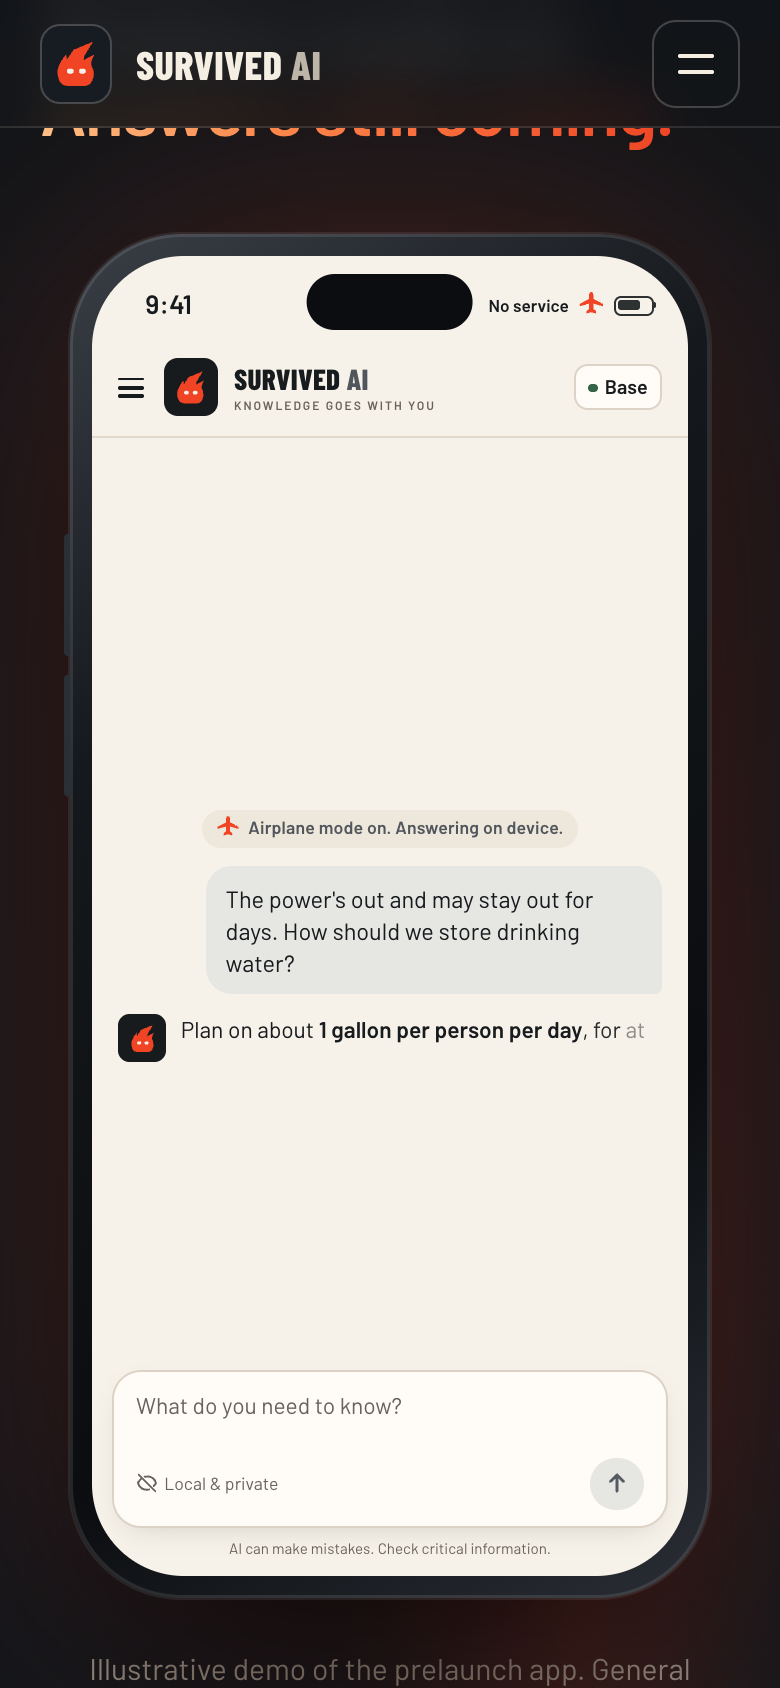 SURVIVED AI
Answers still coming.
9:41
No service
SURVIVED AI
KNOWLEDGE GOES WITH YOU
Base
Airplane mode on. Answering on device.
The power's out and may stay out for
days. How should we store drinking
water?
Plan on about 1 gallon per person per day, for at
What do you need to know?
Local & private
AI can make mistakes. Check critical information.
Illustrative demo of the prelaunch app. General